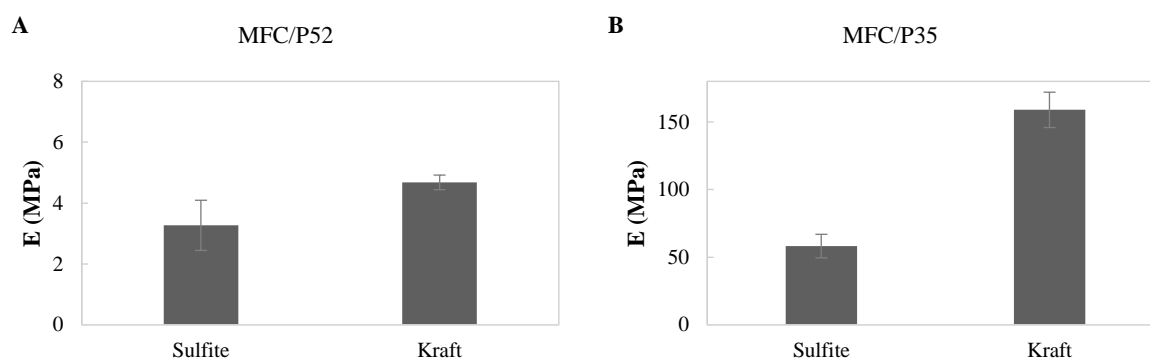 A
MFC/P52
8
6
4
2
0
E (MPa)
Sulfite
Kraft
B
MFC/P35
150
100
50
0
E (MPa)
Sulfite
Kraft